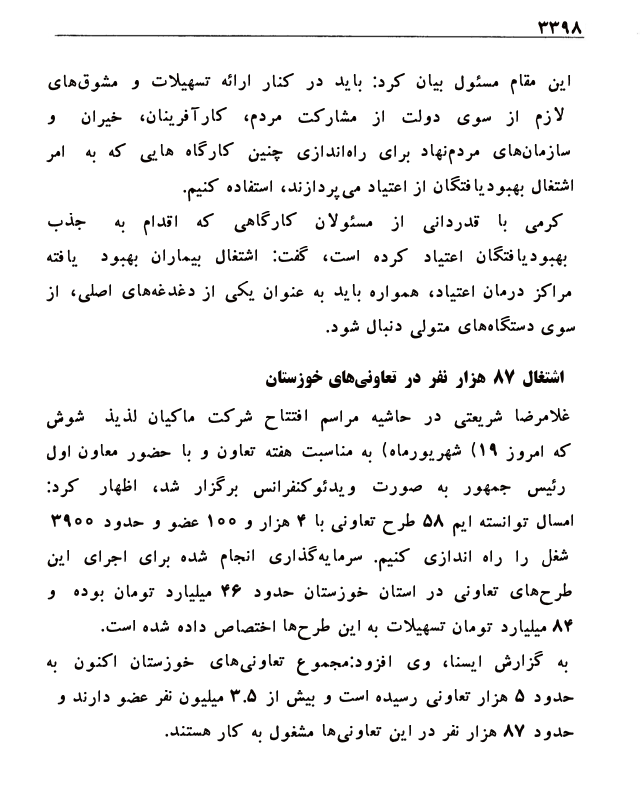 ۳۳۹۸
این مقام مسئول بیان کرد: باید در کنار ارائه تسهیلات و مشوق‌های
لازم از سوی دولت از مشارکت مردم، کارآفرینان، خیران و
سازمان‌های مردم‌نهاد برای راه‌اندازی چنین کارگاه هایی که به امر
اشتغال بهبودیافتگان از اعتیاد می‌پردازند، استفاده کنیم.
کرمی با قدردانی از مسئولان کارگاهی که اقدام به جذب
بهبودیافتگان اعتیاد کرده است، گفت: اشتغال بیماران بهبود یافته
مراکز درمان اعتیاد، همواره باید به عنوان یکی از دغدغه‌های اصلی، از
سوی دستگاه‌های متولی دنبال شود.
اشتغال ۸۷ هزار نفر در تعاونی‌های خوزستان
غلامرضا شریعتی در حاشیه مراسم افتتاح شرکت ماکیان لذیذ شوش
که امروز ۱۹) شهریورماه) به مناسبت هفته تعاون و با حضور معاون اول
رئیس جمهور به صورت ویدئوکنفرانس برگزار شد، اظهار کرد:
امسال توانسته ایم ۵۸ طرح تعاونی با ۴ هزار و ۱۰۰ عضو و حدود ۳۹۰۰
شغل را راه اندازی کنیم. سرمایه‌گذاری انجام شده برای اجرای این
طرح‌های تعاونی در استان خوزستان حدود ۴۶ میلیارد تومان بوده و
۸۴ میلیارد تومان تسهیلات به این طرح‌ها اختصاص داده شده است.
به گزارش ایسنا، وی افزود:مجموع تعاونی‌های خوزستان اکنون به
حدود ۵ هزار تعاونی رسیده است و بیش از ۳.۵ میلیون نفر عضو دارند و
حدود ۸۷ هزار نفر در این تعاونی‌ها مشغول به کار هستند.